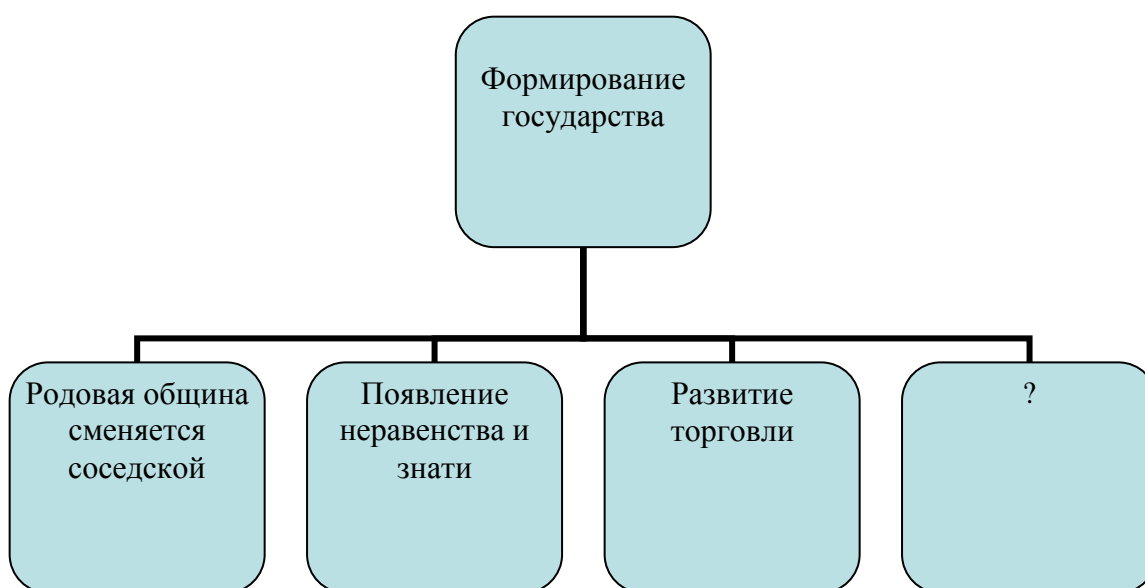 Формирование
государства
Родовая община
сменяется
соседской
Появление
неравенства и
знати
Развитие
торговли
?